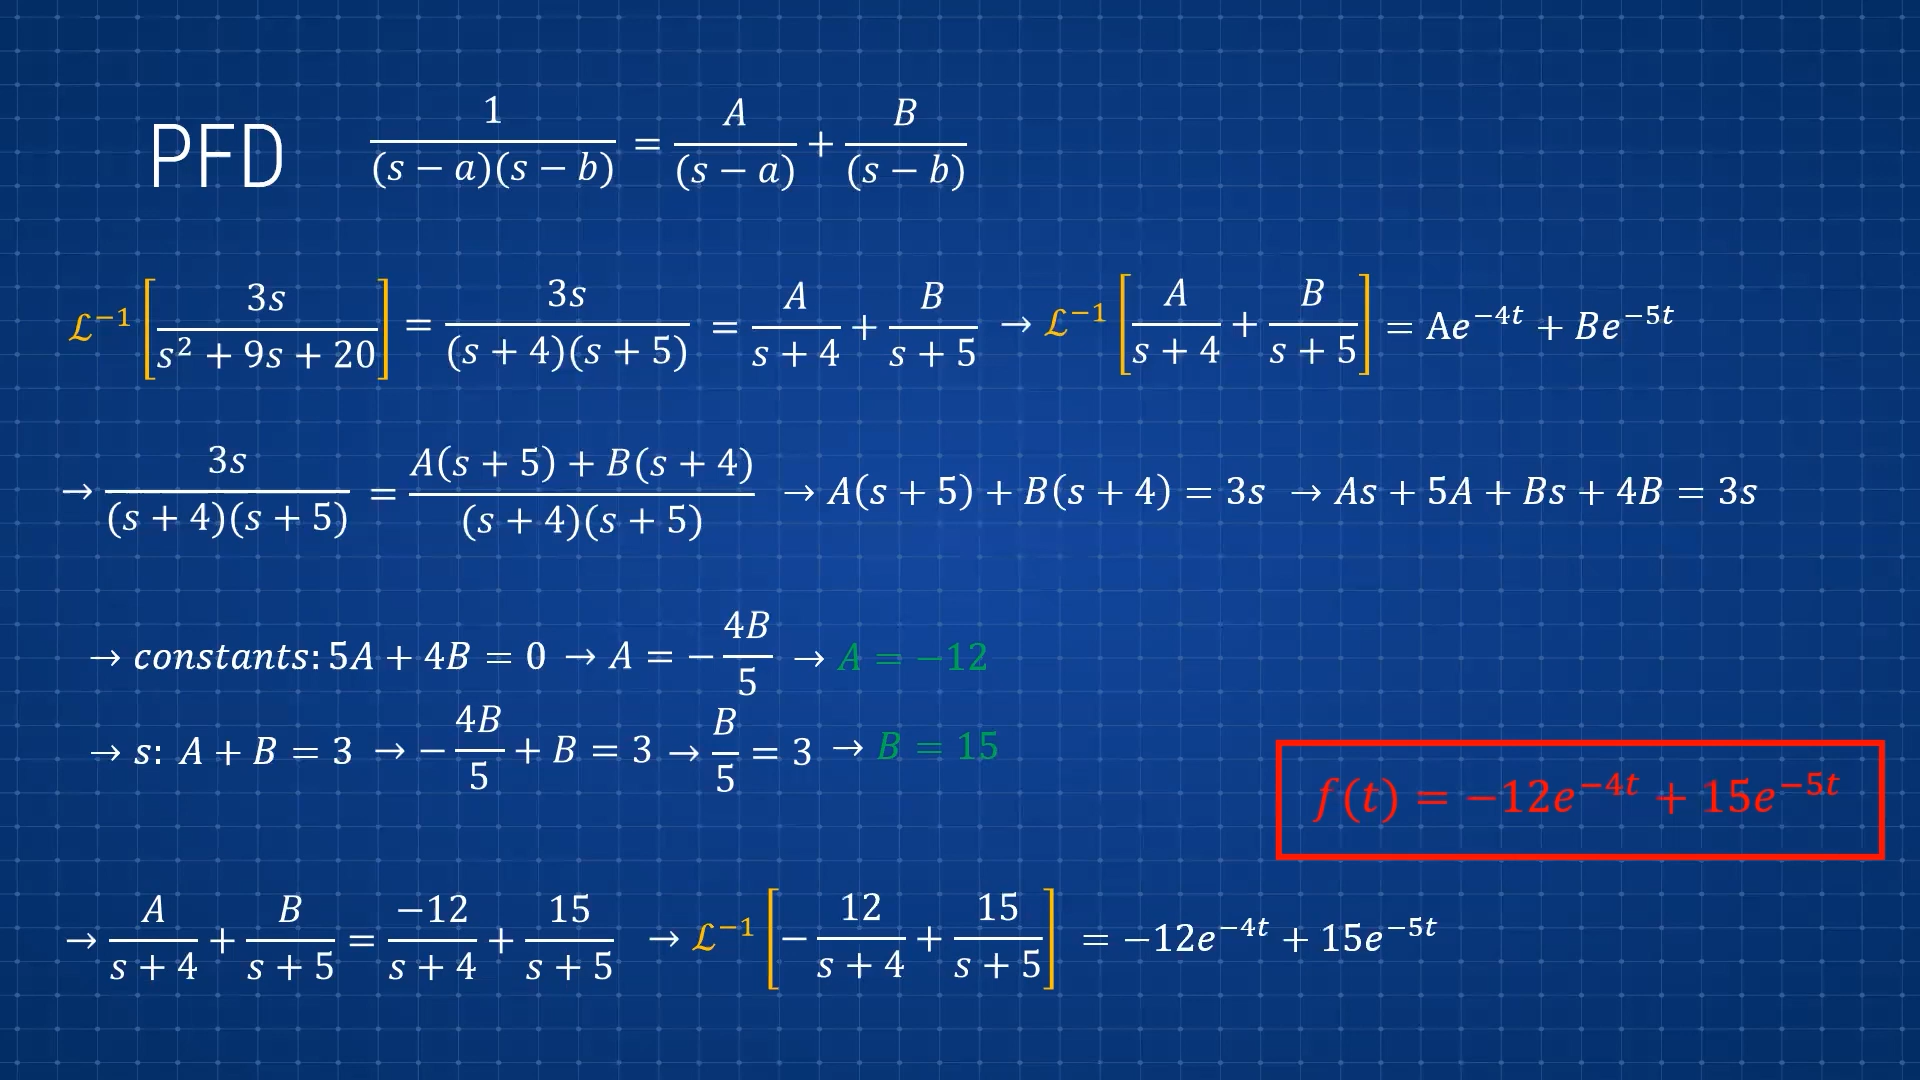 PFD 1/((s − a)(s − b)) = A/(s − a) + B/(s − b)
ℒ⁻¹[3s/(s² + 9s + 20)] = 3s/((s + 4)(s + 5)) = A/(s + 4) + B/(s + 5) → ℒ⁻¹[A/(s + 4) + B/(s + 5)] = Ae⁻⁴ᵗ + Be⁻⁵ᵗ
→ 3s/((s + 4)(s + 5)) = (A(s + 5) + B(s + 4))/((s + 4)(s + 5)) → A(s + 5) + B(s + 4) = 3s → As + 5A + Bs + 4B = 3s
→ constants: 5A + 4B = 0 → A = −4B/5 → A = −12
→ s: A + B = 3 → −4B/5 + B = 3 → B/5 = 3 → B = 15
f(t) = −12e⁻⁴ᵗ + 15e⁻⁵ᵗ
→ A/(s + 4) + B/(s + 5) = −12/(s + 4) + 15/(s + 5) → ℒ⁻¹[−12/(s + 4) + 15/(s + 5)] = −12e⁻⁴ᵗ + 15e⁻⁵ᵗ